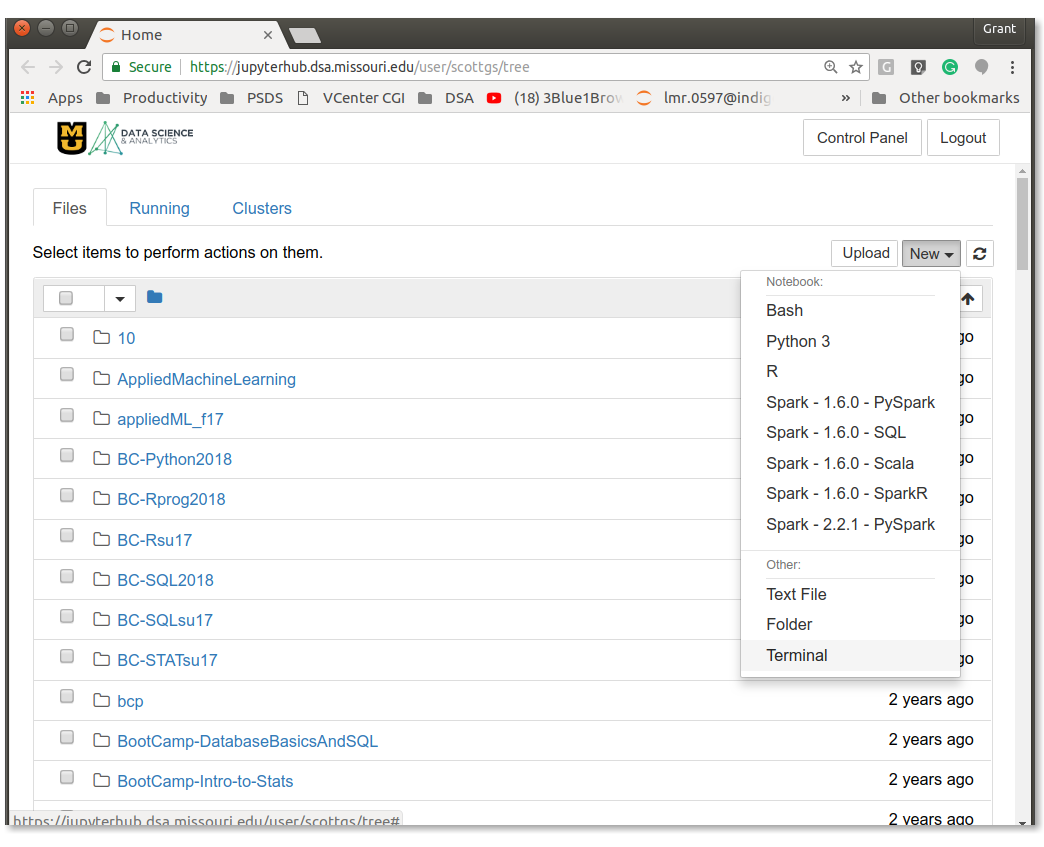 Home
Grant
Secure https://jupyterhub.dsa.missouri.edu/user/scottgs/tree
Apps Productivity PSDS VCenter CGI DSA (18) 3Blue1Brow lmr.0597@indig » Other bookmarks
MU DATA SCIENCE
& ANALYTICS
Control Panel Logout
Files Running Clusters
Select items to perform actions on them.
Upload New
Notebook:
Bash
Python 3
R
Spark - 1.6.0 - PySpark
Spark - 1.6.0 - SQL
Spark - 1.6.0 - Scala
Spark - 1.6.0 - SparkR
Spark - 2.2.1 - PySpark
Other:
Text File
Folder
Terminal
10 go
AppliedMachineLearning go
appliedML_f17 go
BC-Python2018 go
BC-Rprog2018 go
BC-Rsu17 go
BC-SQL2018 go
BC-SQLsu17 go
BC-STATsu17 go
bcp 2 years ago
BootCamp-DatabaseBasicsAndSQL 2 years ago
BootCamp-Intro-to-Stats 2 years ago
2 years ago
https://jupyterhub.dsa.missouri.edu/user/scottgs/tree#